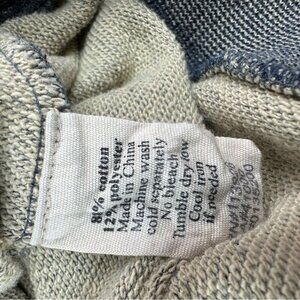 88% cotton
12% polyester
Made in China
Machine wash
cold separately
No bleach
tumble dry low
Cool iron
if needed